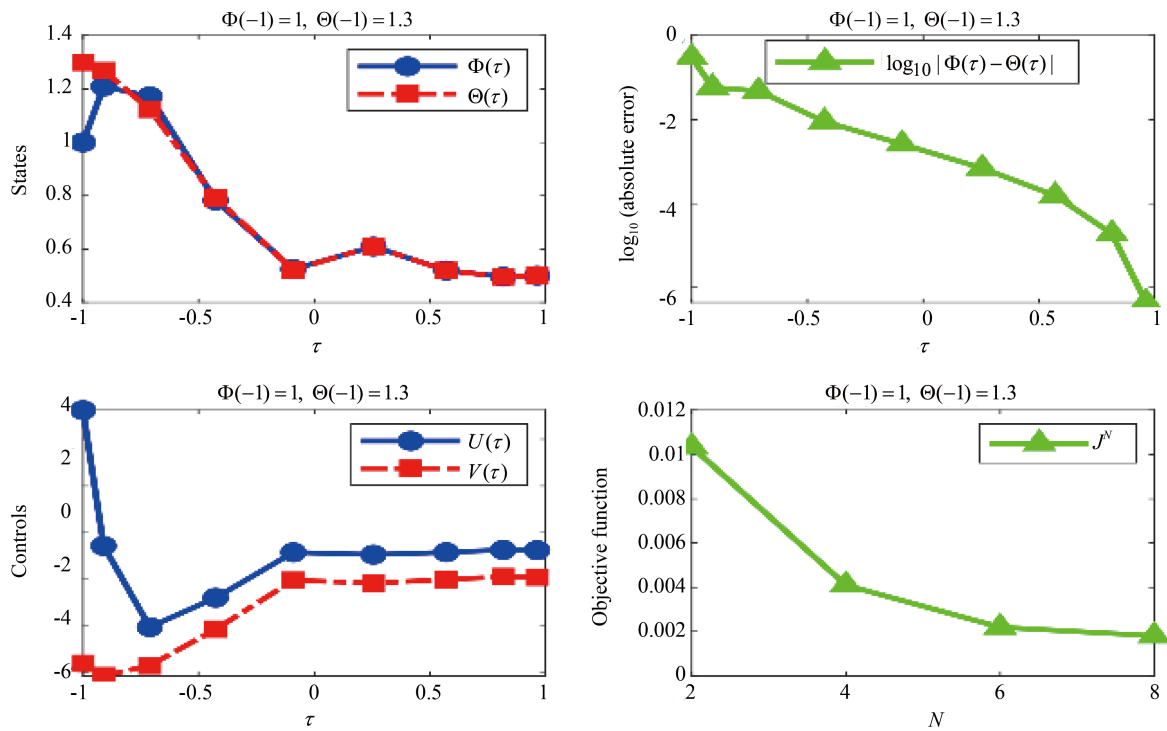 Φ(−1)=1, Θ(−1)=1.3
1.4
1.2
1
0.8
0.6
0.4
States
Φ(τ)
Θ(τ)
-1
-0.5
0
0.5
1
τ
Φ(−1)=1, Θ(−1)=1.3
0
-2
-4
-6
log₁₀ (absolute error)
log₁₀ | Φ(τ) − Θ(τ) |
-1
-0.5
0
0.5
1
τ
Φ(−1)=1, Θ(−1)=1.3
4
2
0
-2
-4
-6
Controls
U(τ)
V(τ)
-1
-0.5
0
0.5
1
τ
Φ(−1)=1, Θ(−1)=1.3
0.012
0.010
0.008
0.006
0.004
0.002
0
Objective function
Jᴺ
2
4
6
8
N